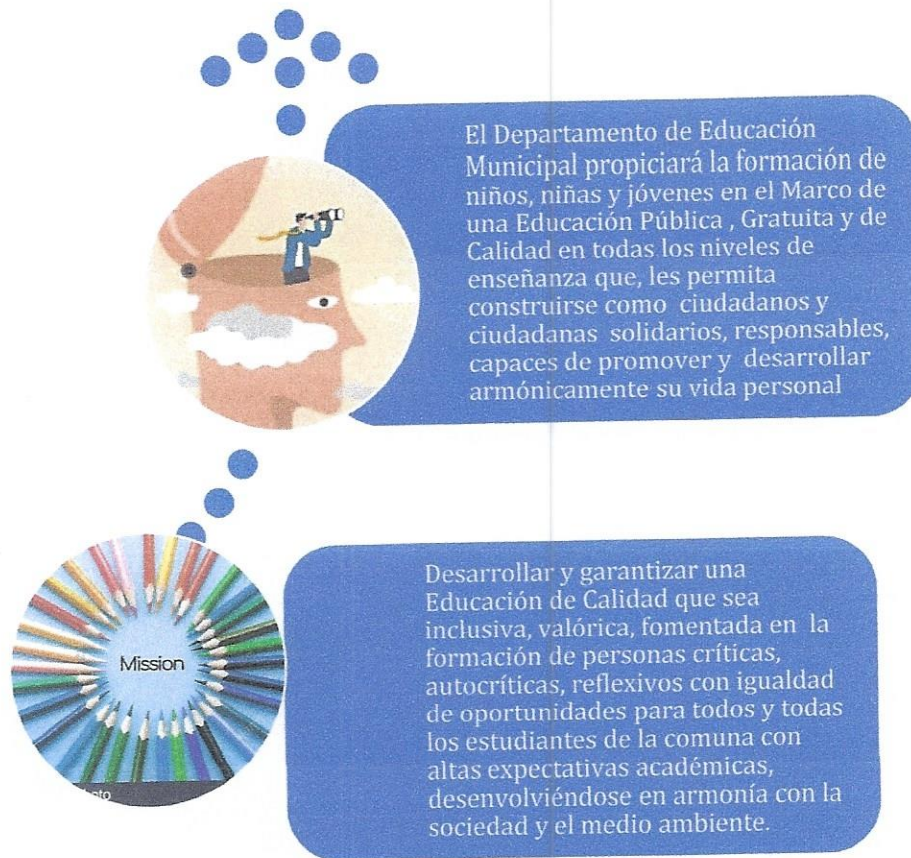 El Departamento de Educación
Municipal propiciará la formación de
niños, niñas y jóvenes en el Marco de
una Educación Pública , Gratuita y de
Calidad en todas los niveles de
enseñanza que, les permita
construirse como ciudadanos y
ciudadanas solidarios, responsables,
capaces de promover y desarrollar
armónicamente su vida personal
Mission
Desarrollar y garantizar una
Educación de Calidad que sea
inclusiva, valórica, fomentada en la
formación de personas críticas,
autocríticas, reflexivos con igualdad
de oportunidades para todos y todas
los estudiantes de la comuna con
altas expectativas académicas,
desenvolviéndose en armonía con la
sociedad y el medio ambiente.